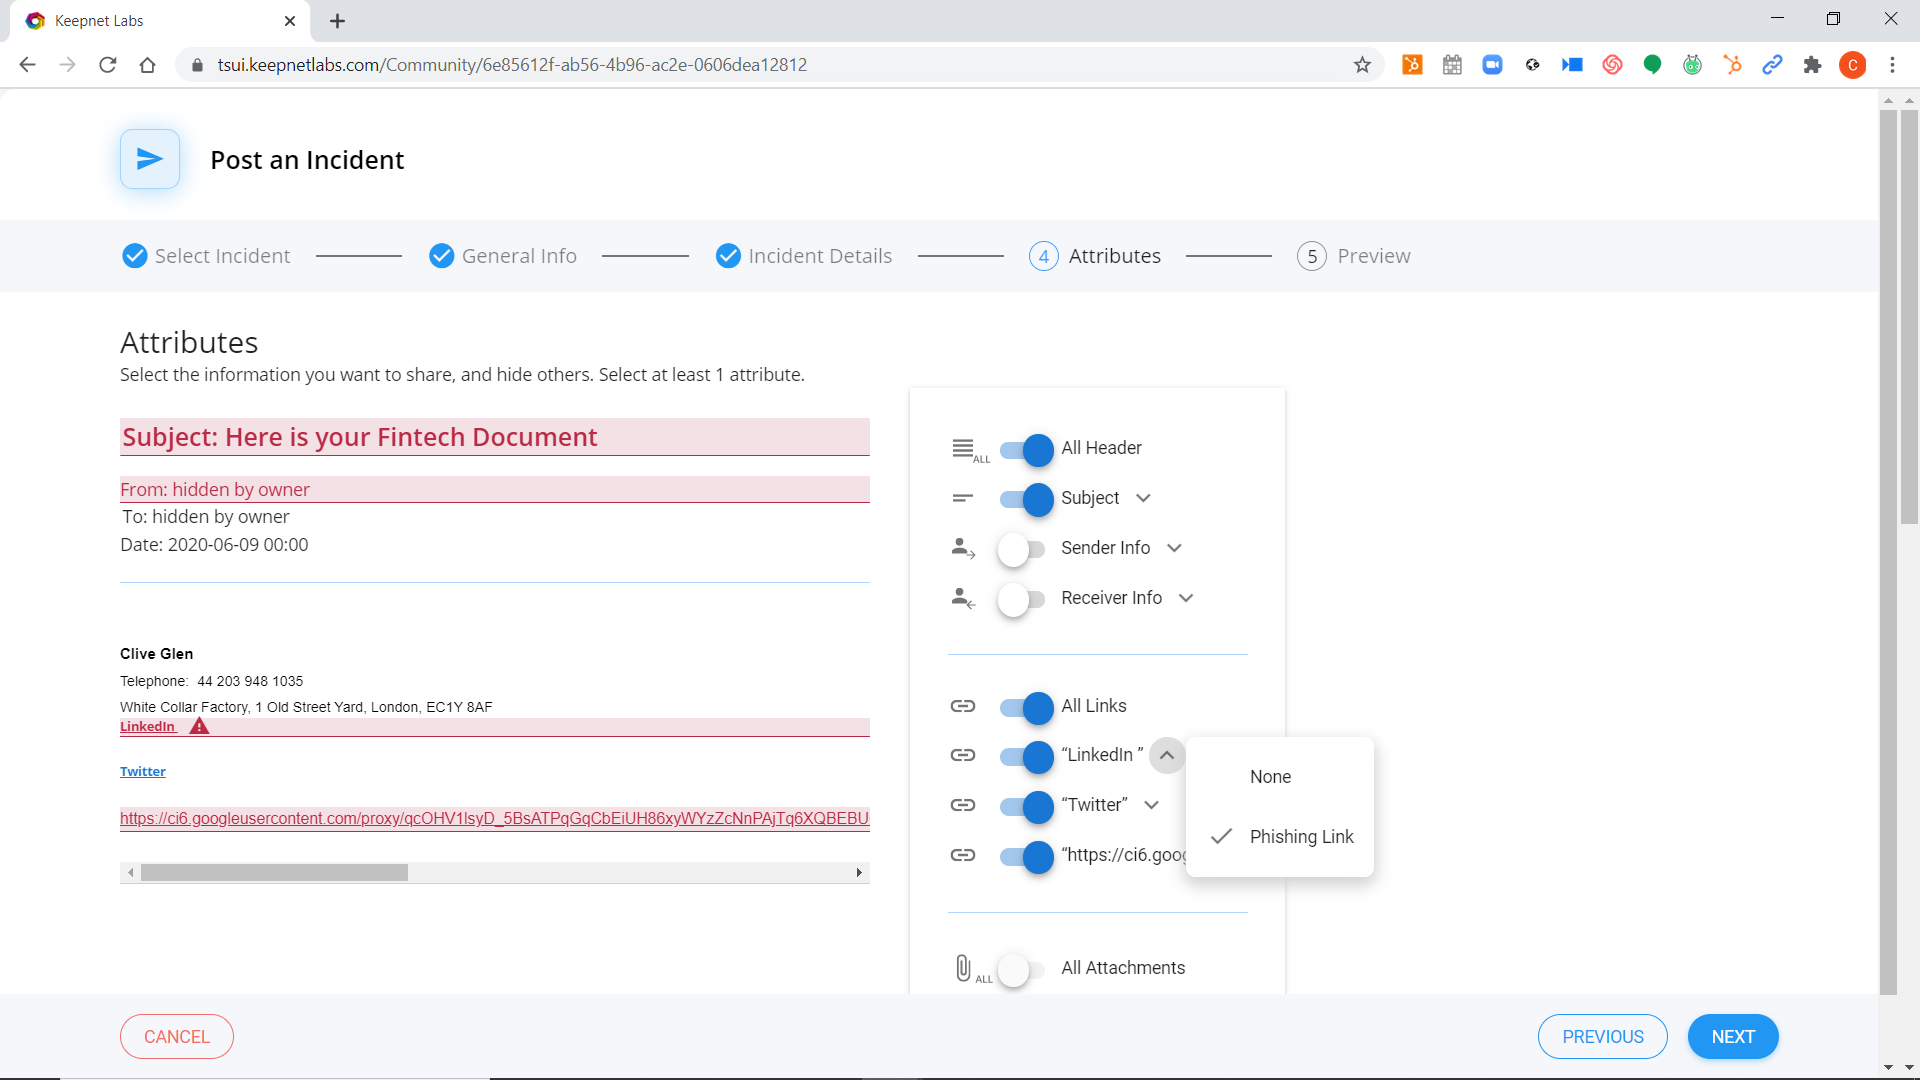 Keepnet Labs
tsui.keepnetlabs.com/Community/6e85612f-ab56-4b96-ac2e-0606dea12812
C
Post an Incident
Select Incident
General Info
Incident Details
4 Attributes
5 Preview
Attributes
Select the information you want to share, and hide others. Select at least 1 attribute.
Subject: Here is your Fintech Document
From: hidden by owner
To: hidden by owner
Date: 2020-06-09 00:00
Clive Glen
Telephone: 44 203 948 1035
White Collar Factory, 1 Old Street Yard, London, EC1Y 8AF
LinkedIn
Twitter
https://ci6.googleusercontent.com/proxy/qcOHV1lsyD_5BsATPqGqCbEiUH86xyWYzZcNnPAjTq6XQBEBU
ALL All Header
Subject
Sender Info
Receiver Info
All Links
“LinkedIn ”
“Twitter”
“https://ci6.goog
None
Phishing Link
ALL All Attachments
CANCEL
PREVIOUS
NEXT